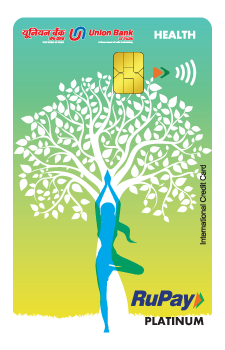 यूनियन बैंक Union Bank
of India
HEALTH
International Credit Card
RuPay
PLATINUM